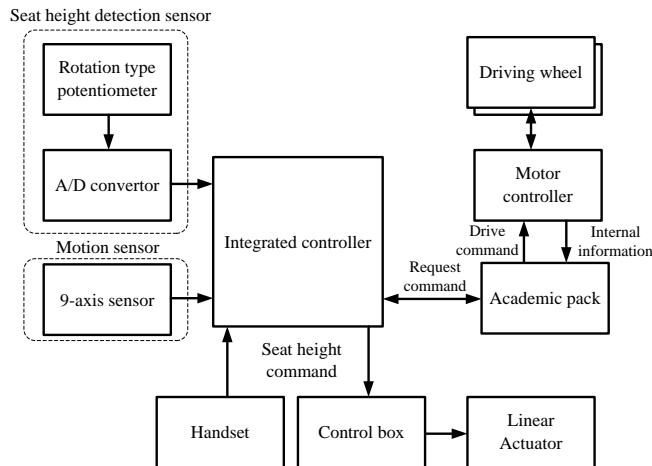 Seat height detection sensor
Rotation type
potentiometer
A/D convertor
Motion sensor
9-axis sensor
Integrated controller
Driving wheel
Motor
controller
Drive
command
Internal
information
Request
command
Academic pack
Seat height
command
Handset
Control box
Linear
Actuator